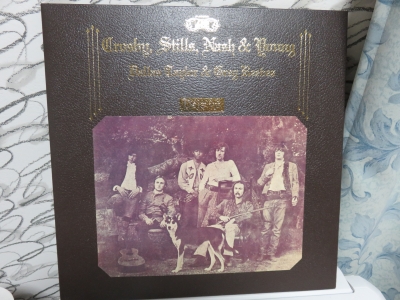 Crosby, Stills, Nash & Young
Dallas Taylor & Greg Reeves